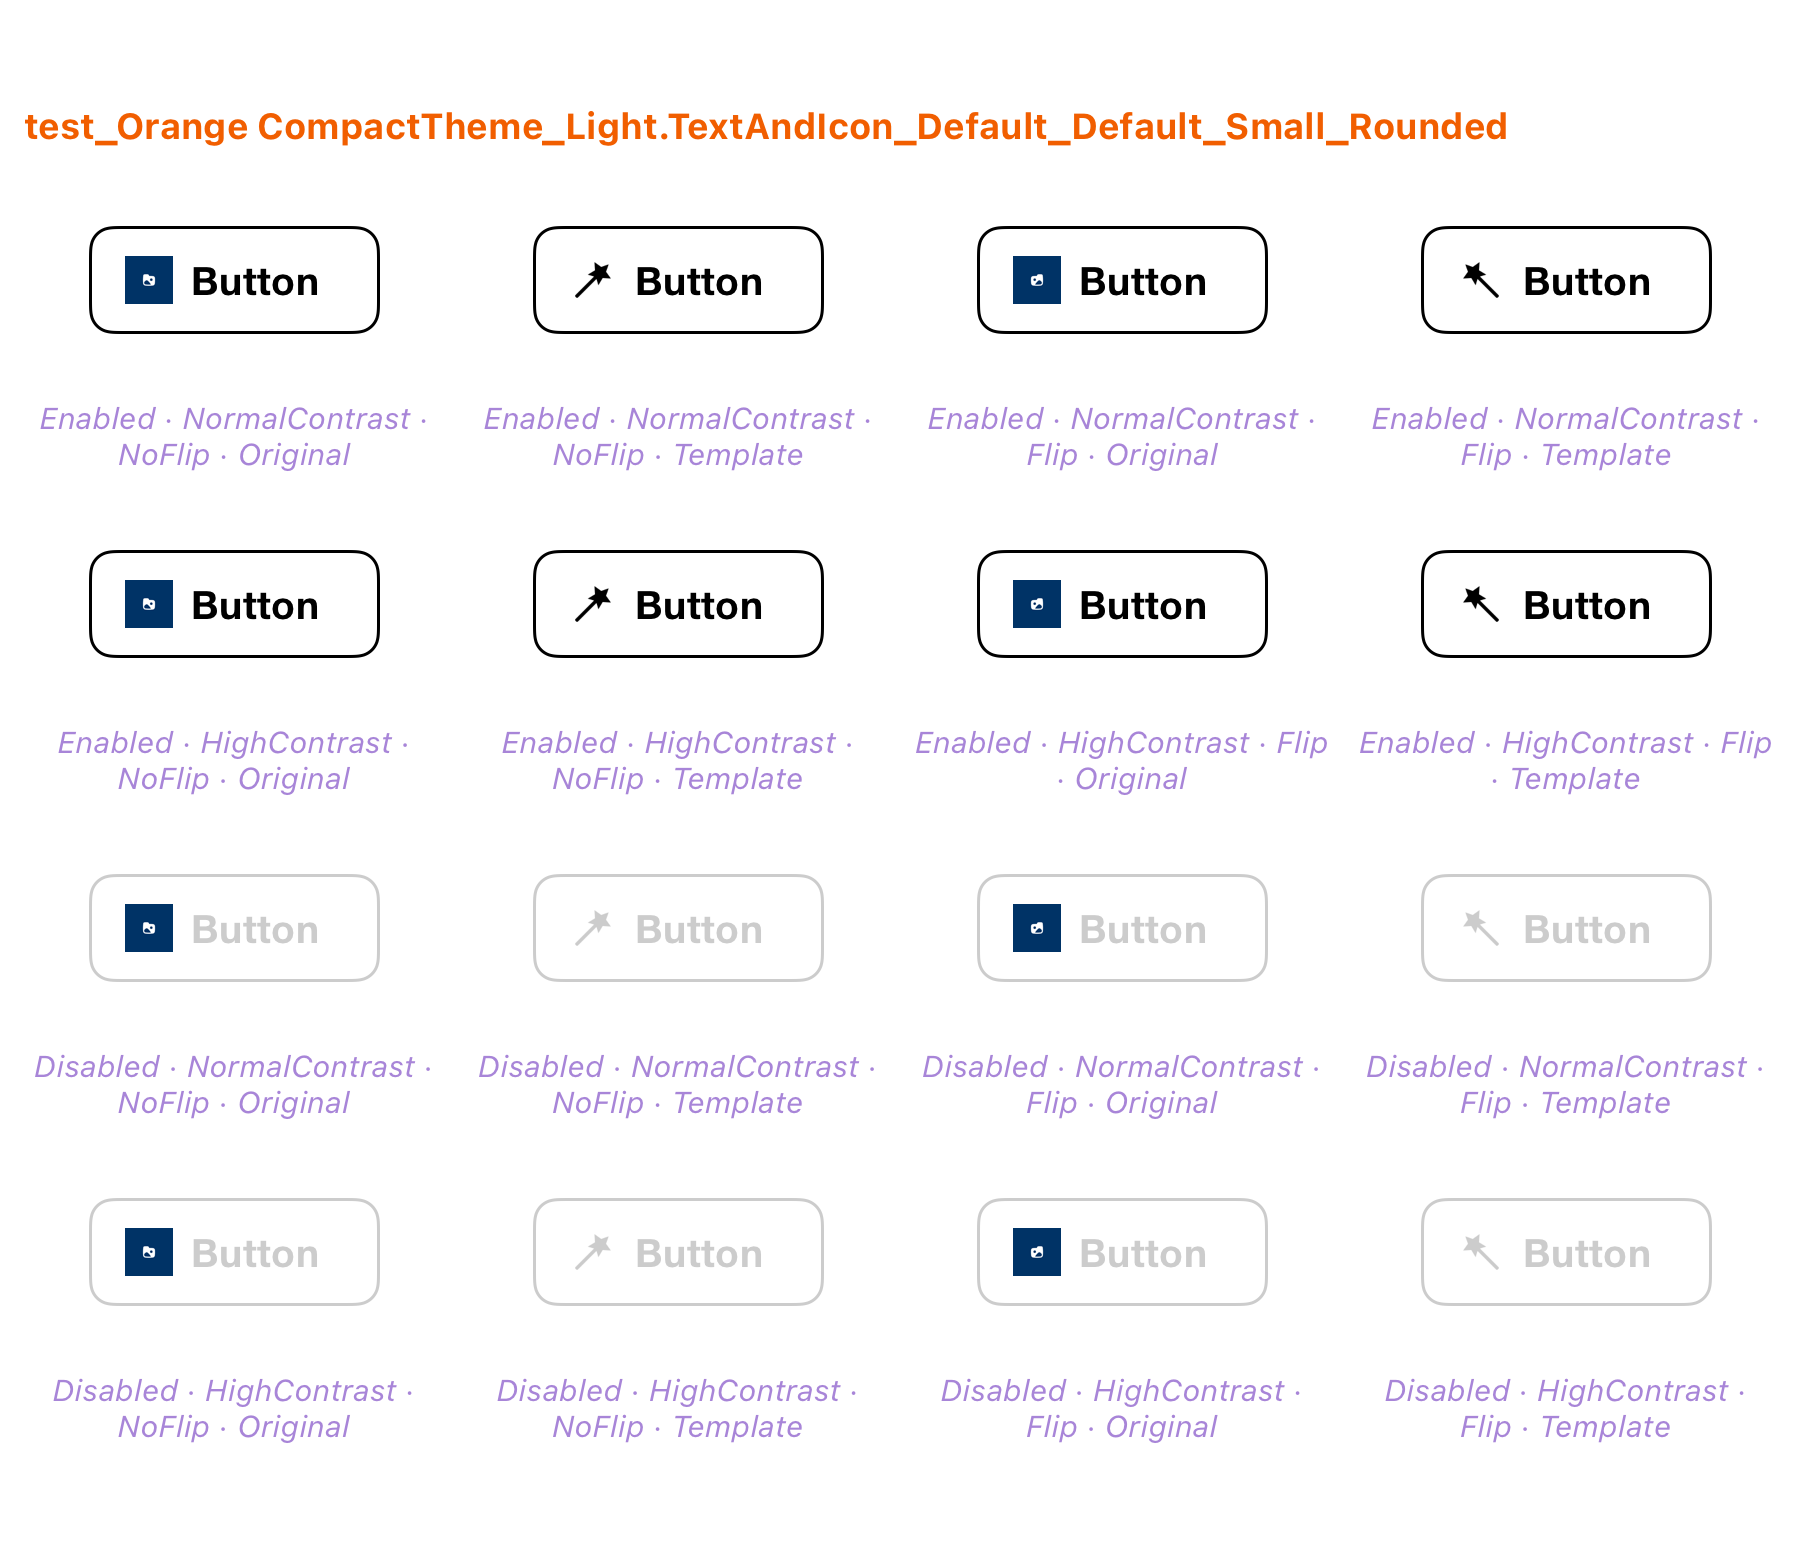 test_Orange CompactTheme_Light.TextAndIcon_Default_Default_Small_Rounded
Button
Button
Button
Button
Enabled · NormalContrast ·
NoFlip · Original
Enabled · NormalContrast ·
NoFlip · Template
Enabled · NormalContrast ·
Flip · Original
Enabled · NormalContrast ·
Flip · Template
Button
Button
Button
Button
Enabled · HighContrast ·
NoFlip · Original
Enabled · HighContrast ·
NoFlip · Template
Enabled · HighContrast · Flip
· Original
Enabled · HighContrast · Flip
· Template
Button
Button
Button
Button
Disabled · NormalContrast ·
NoFlip · Original
Disabled · NormalContrast ·
NoFlip · Template
Disabled · NormalContrast ·
Flip · Original
Disabled · NormalContrast ·
Flip · Template
Button
Button
Button
Button
Disabled · HighContrast ·
NoFlip · Original
Disabled · HighContrast ·
NoFlip · Template
Disabled · HighContrast ·
Flip · Original
Disabled · HighContrast ·
Flip · Template